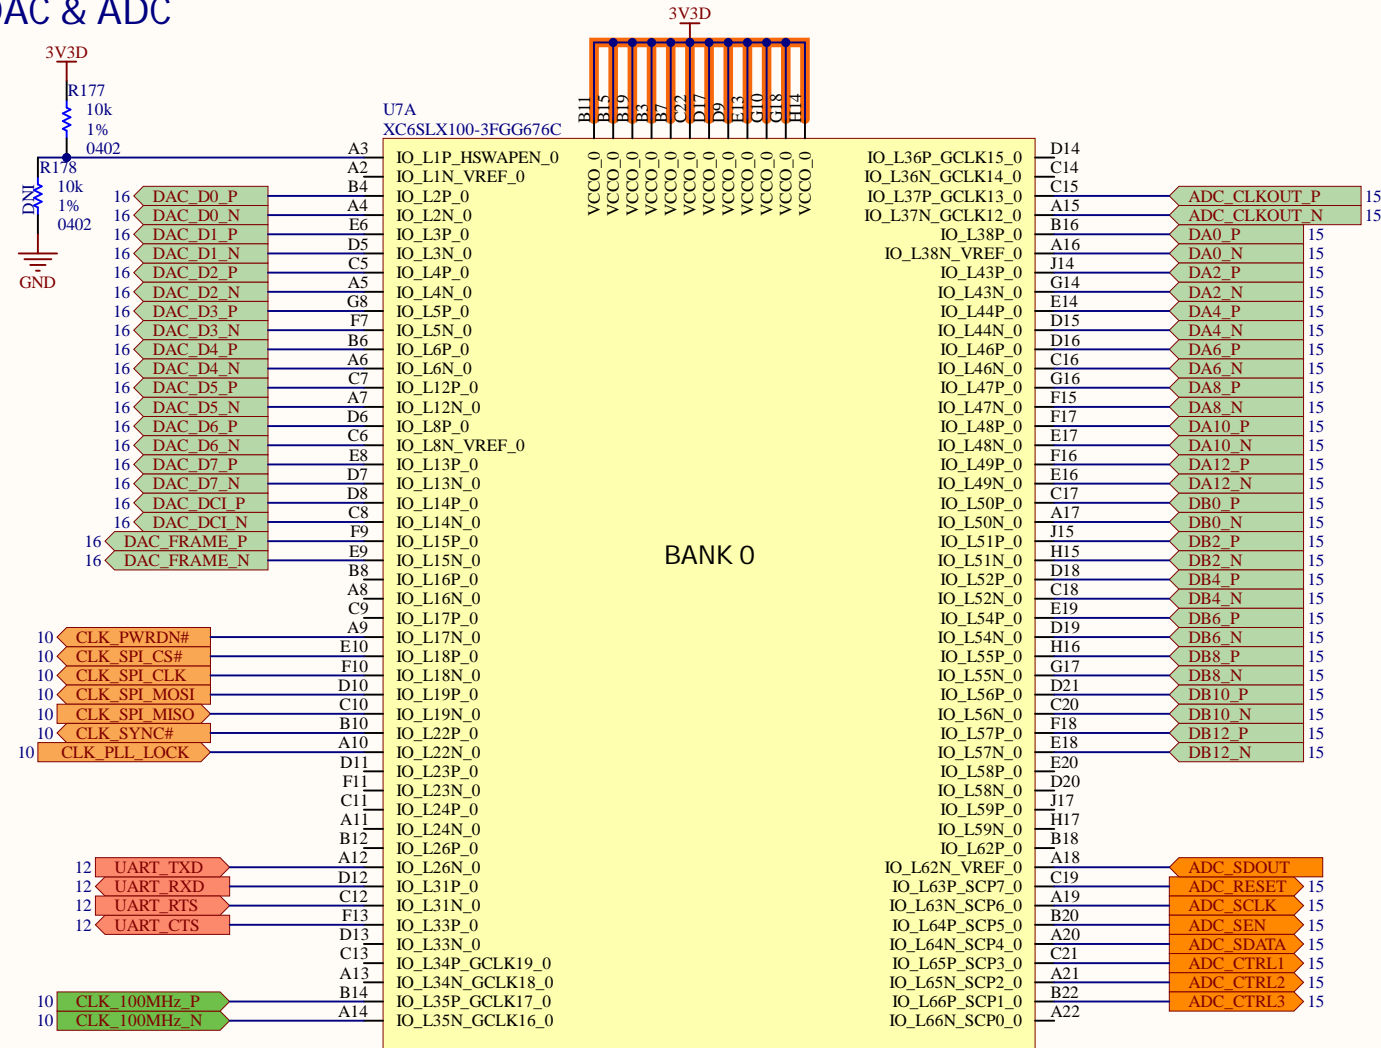 DAC & ADC
3V3D
3V3D
R177
10k
1%
0402
R178
10k
1%
0402
DNI
GND
U7A
XC6SLX100-3FGG676C
B11 B15 B19 B3 B7 C22 D17 D9 E13 G10 G18 H14
VCCO_0 VCCO_0 VCCO_0 VCCO_0 VCCO_0 VCCO_0 VCCO_0 VCCO_0 VCCO_0 VCCO_0 VCCO_0 VCCO_0
BANK 0
A3 IO_L1P_HSWAPEN_0
A2 IO_L1N_VREF_0
16 DAC_D0_P B4 IO_L2P_0
16 DAC_D0_N A4 IO_L2N_0
16 DAC_D1_P E6 IO_L3P_0
16 DAC_D1_N D5 IO_L3N_0
16 DAC_D2_P C5 IO_L4P_0
16 DAC_D2_N A5 IO_L4N_0
16 DAC_D3_P G8 IO_L5P_0
16 DAC_D3_N F7 IO_L5N_0
16 DAC_D4_P B6 IO_L6P_0
16 DAC_D4_N A6 IO_L6N_0
16 DAC_D5_P C7 IO_L12P_0
16 DAC_D5_N A7 IO_L12N_0
16 DAC_D6_P D6 IO_L8P_0
16 DAC_D6_N C6 IO_L8N_VREF_0
16 DAC_D7_P E8 IO_L13P_0
16 DAC_D7_N D7 IO_L13N_0
16 DAC_DCI_P D8 IO_L14P_0
16 DAC_DCI_N C8 IO_L14N_0
16 DAC_FRAME_P F9 IO_L15P_0
16 DAC_FRAME_N E9 IO_L15N_0
B8 IO_L16P_0
A8 IO_L16N_0
C9 IO_L17P_0
10 CLK_PWRDN# A9 IO_L17N_0
10 CLK_SPI_CS# E10 IO_L18P_0
10 CLK_SPI_CLK F10 IO_L18N_0
10 CLK_SPI_MOSI D10 IO_L19P_0
10 CLK_SPI_MISO C10 IO_L19N_0
10 CLK_SYNC# B10 IO_L22P_0
10 CLK_PLL_LOCK A10 IO_L22N_0
D11 IO_L23P_0
F11 IO_L23N_0
C11 IO_L24P_0
A11 IO_L24N_0
B12 IO_L26P_0
12 UART_TXD A12 IO_L26N_0
12 UART_RXD D12 IO_L31P_0
12 UART_RTS C12 IO_L31N_0
12 UART_CTS F13 IO_L33P_0
D13 IO_L33N_0
C13 IO_L34P_GCLK19_0
A13 IO_L34N_GCLK18_0
10 CLK_100MHz_P B14 IO_L35P_GCLK17_0
10 CLK_100MHz_N A14 IO_L35N_GCLK16_0
IO_L36P_GCLK15_0 D14
IO_L36N_GCLK14_0 C14
IO_L37P_GCLK13_0 C15 ADC_CLKOUT_P 15
IO_L37N_GCLK12_0 A15 ADC_CLKOUT_N 15
IO_L38P_0 B16 DA0_P 15
IO_L38N_VREF_0 A16 DA0_N 15
IO_L43P_0 J14 DA2_P 15
IO_L43N_0 G14 DA2_N 15
IO_L44P_0 E14 DA4_P 15
IO_L44N_0 D15 DA4_N 15
IO_L46P_0 D16 DA6_P 15
IO_L46N_0 C16 DA6_N 15
IO_L47P_0 G16 DA8_P 15
IO_L47N_0 F15 DA8_N 15
IO_L48P_0 F17 DA10_P 15
IO_L48N_0 E17 DA10_N 15
IO_L49P_0 F16 DA12_P 15
IO_L49N_0 E16 DA12_N 15
IO_L50P_0 C17 DB0_P 15
IO_L50N_0 A17 DB0_N 15
IO_L51P_0 J15 DB2_P 15
IO_L51N_0 H15 DB2_N 15
IO_L52P_0 D18 DB4_P 15
IO_L52N_0 C18 DB4_N 15
IO_L54P_0 E19 DB6_P 15
IO_L54N_0 D19 DB6_N 15
IO_L55P_0 H16 DB8_P 15
IO_L55N_0 G17 DB8_N 15
IO_L56P_0 D21 DB10_P 15
IO_L56N_0 C20 DB10_N 15
IO_L57P_0 F18 DB12_P 15
IO_L57N_0 E18 DB12_N 15
IO_L58P_0 E20
IO_L58N_0 D20
IO_L59P_0 J17
IO_L59N_0 H17
IO_L62P_0 B18
IO_L62N_VREF_0 A18 ADC_SDOUT
IO_L63P_SCP7_0 C19 ADC_RESET 15
IO_L63N_SCP6_0 A19 ADC_SCLK 15
IO_L64P_SCP5_0 B20 ADC_SEN 15
IO_L64N_SCP4_0 A20 ADC_SDATA 15
IO_L65P_SCP3_0 C21 ADC_CTRL1 15
IO_L65N_SCP2_0 A21 ADC_CTRL2 15
IO_L66P_SCP1_0 B22 ADC_CTRL3 15
IO_L66N_SCP0_0 A22